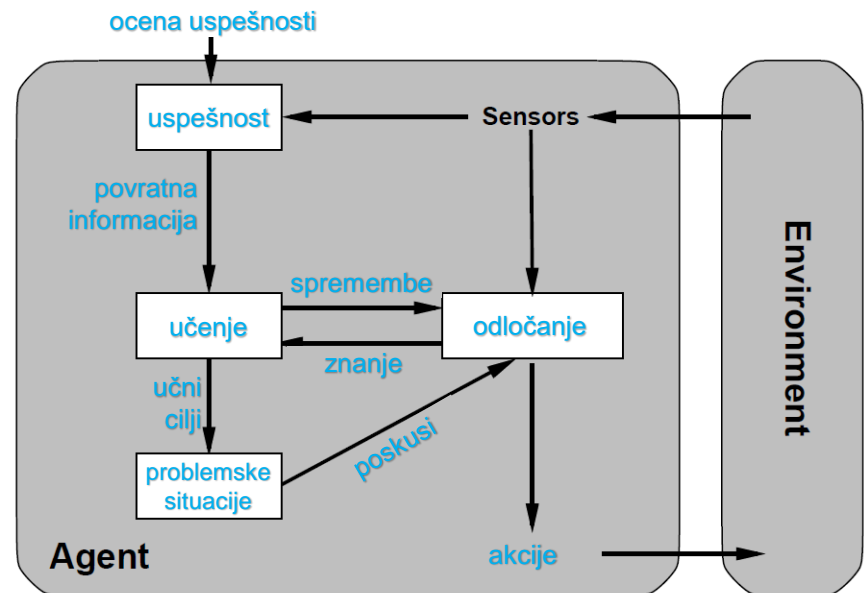 ocena uspešnosti
uspešnost
Sensors
povratna
informacija
spremembe
učenje
odločanje
znanje
učni
cilji
poskusi
problemske
situacije
Agent
akcije
Environment